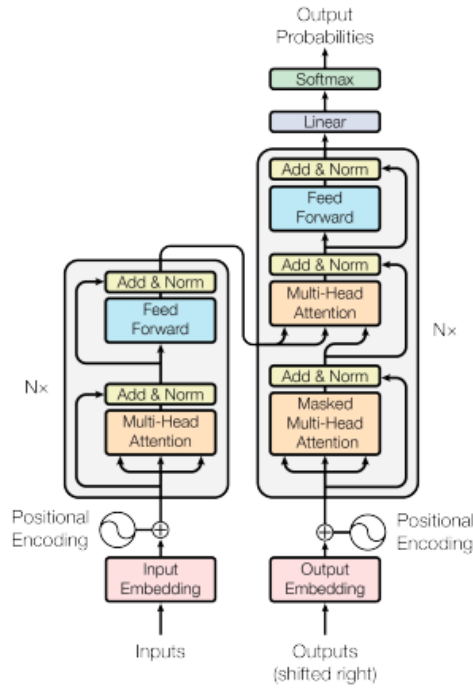 Output
Probabilities
Softmax
Linear
Add & Norm
Feed
Forward
Add & Norm
Multi-Head
Attention
Add & Norm
Masked
Multi-Head
Attention
Nx
Add & Norm
Feed
Forward
Add & Norm
Multi-Head
Attention
Nx
Positional
Encoding
Positional
Encoding
Input
Embedding
Output
Embedding
Inputs
Outputs
(shifted right)